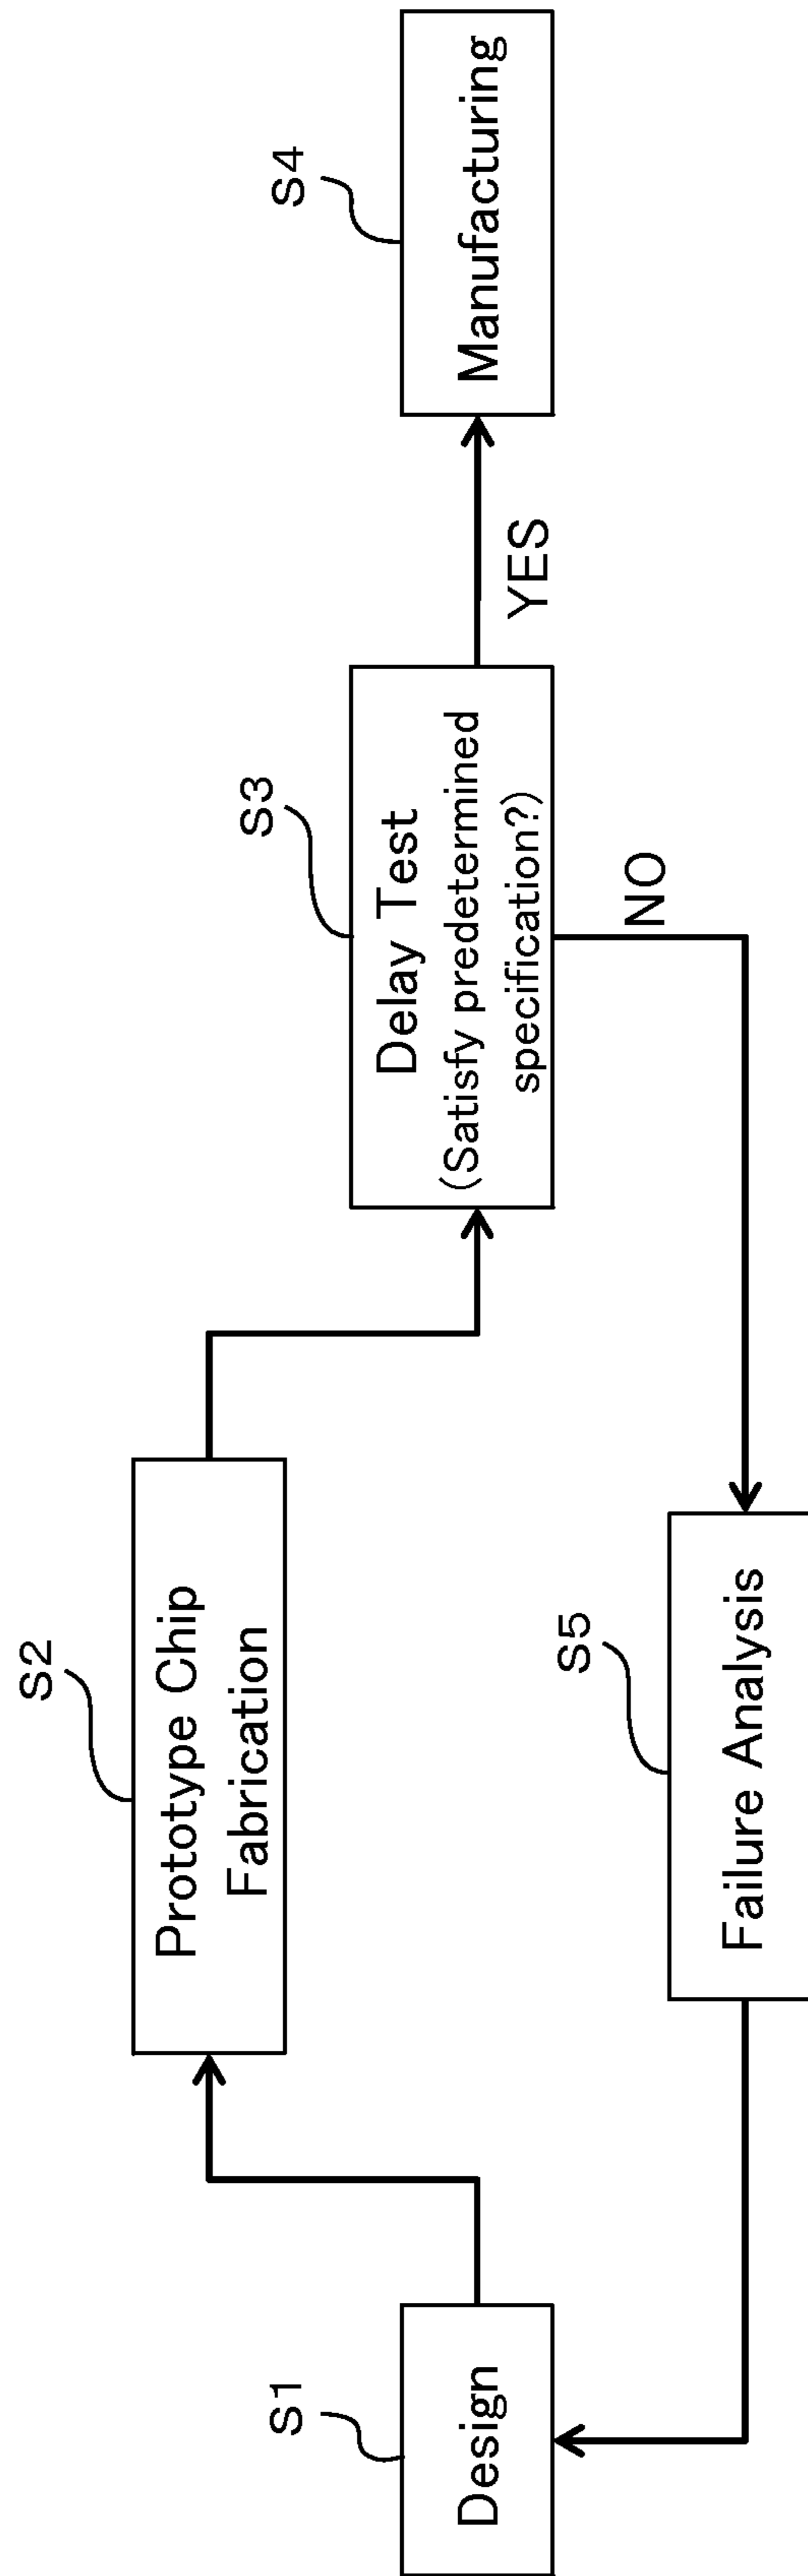 S1
Design
S2
Prototype Chip
Fabrication
S3
Delay Test
(Satisfy predetermined
specification?)
YES
S4
Manufacturing
NO
S5
Failure Analysis